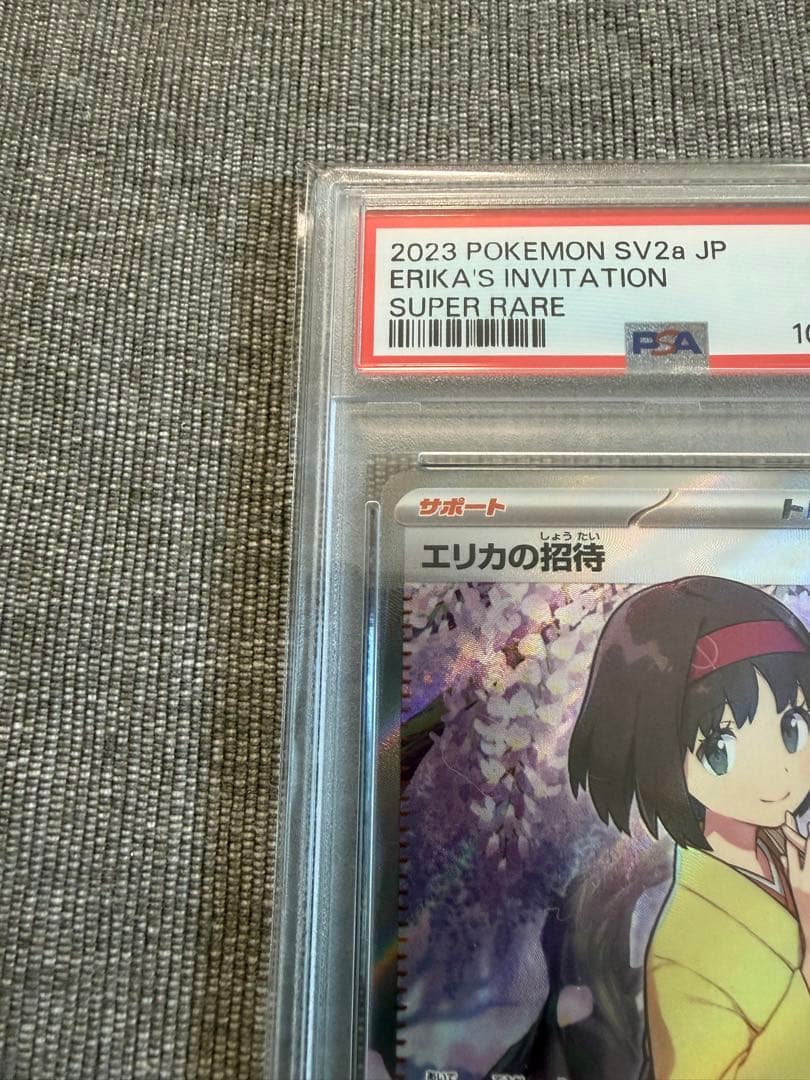 2023 POKEMON SV2a JP
ERIKA'S INVITATION
SUPER RARE
PSA
サポート
しょうたい
エリカの招待